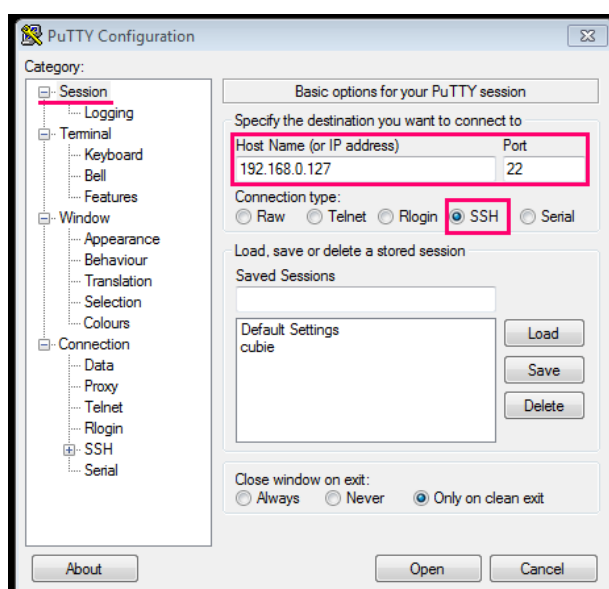 PuTTY Configuration
Category:
Session
Logging
Terminal
Keyboard
Bell
Features
Window
Appearance
Behaviour
Translation
Selection
Colours
Connection
Data
Proxy
Telnet
Rlogin
SSH
Serial
Basic options for your PuTTY session
Specify the destination you want to connect to
Host Name (or IP address) Port
192.168.0.127 22
Connection type:
Raw Telnet Rlogin SSH Serial
Load, save or delete a stored session
Saved Sessions
Default Settings
cubie
Load
Save
Delete
Close window on exit:
Always Never Only on clean exit
About Open Cancel